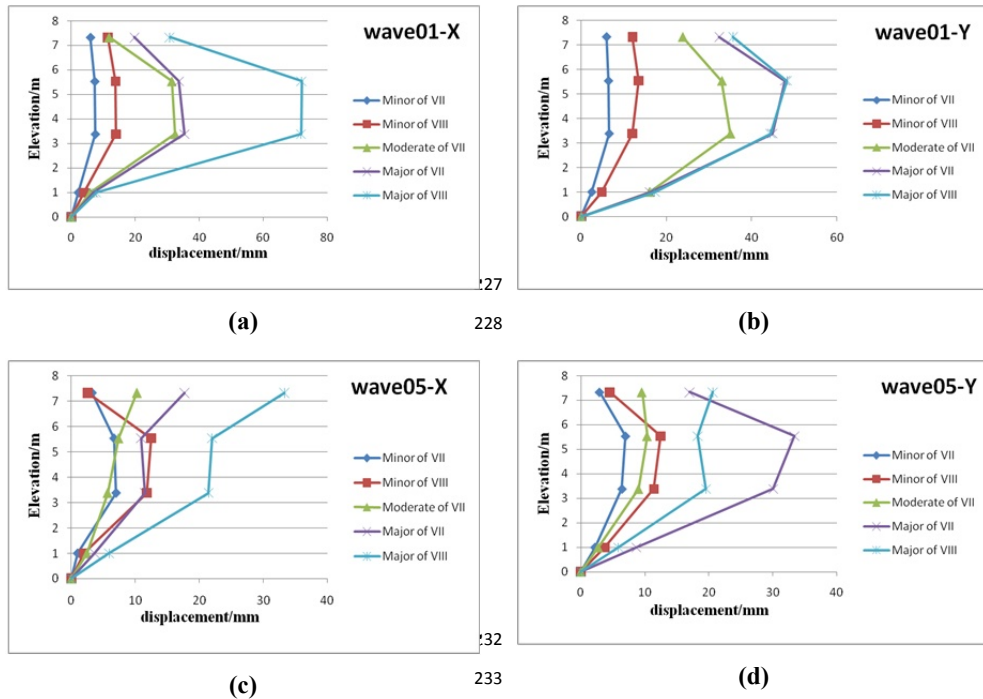 wave01-X
Elevation/m
8
7
6
5
4
3
2
1
0
0 20 40 60 80
displacement/mm
Minor of VII
Minor of VIII
Moderate of VII
Major of VII
Major of VIII
(a)
wave01-Y
Elevation/m
8
7
6
5
4
3
2
1
0
0 20 40 60
displacement/mm
Minor of VII
Minor of VIII
Moderate of VII
Major of VII
Major of VIII
(b)
27
228
wave05-X
Elevation/m
8
7
6
5
4
3
2
1
0
0 10 20 30 40
displacement/mm
Minor of VII
Minor of VIII
Moderate of VII
Major of VII
Major of VIII
(c)
wave05-Y
Elevation/m
8
7
6
5
4
3
2
1
0
0 10 20 30 40
displacement/mm
Minor of VII
Minor of VIII
Moderate of VII
Major of VII
Major of VIII
(d)
32
233